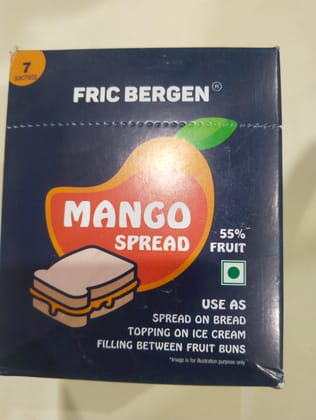 7
sachets
FRIC BERGEN®
MANGO
SPREAD
55%
FRUIT
USE AS
SPREAD ON BREAD
TOPPING ON ICE CREAM
FILLING BETWEEN FRUIT BUNS
*Image is for illustration purpose only